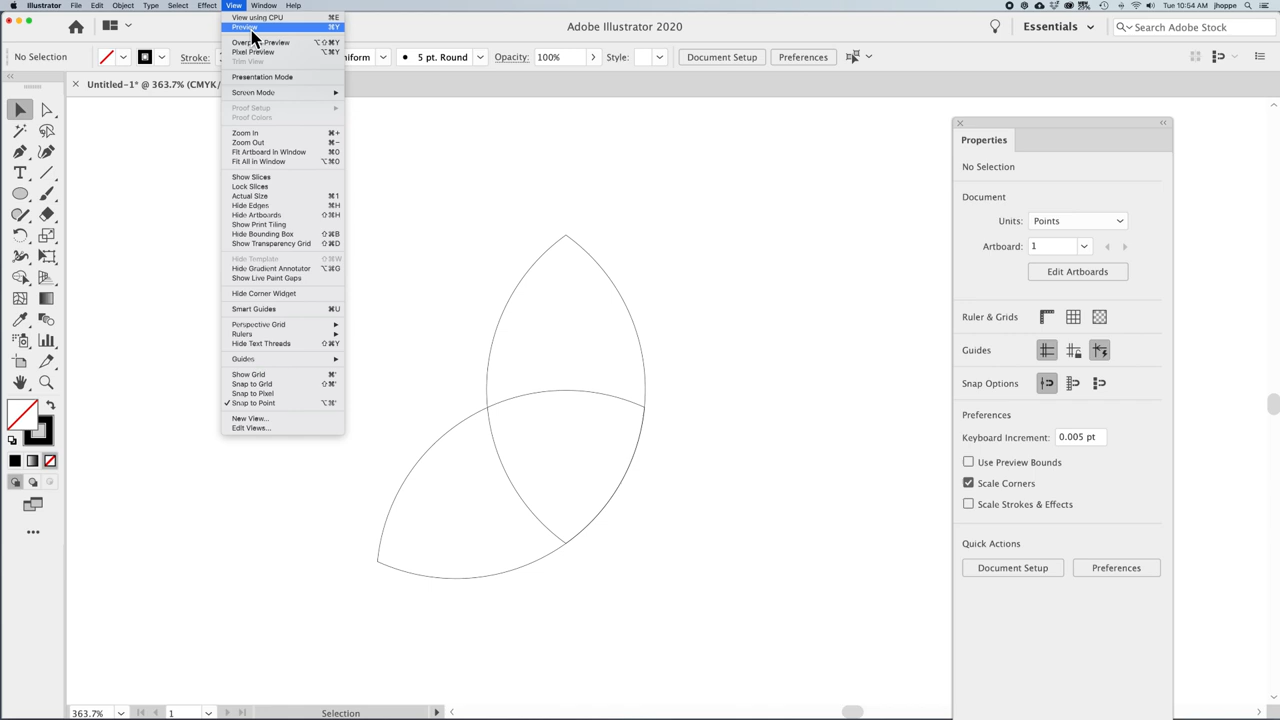 Illustrator File Edit Object Type Select Effect View Window Help
Tue 10:54 AM jhoppe
View using CPU ⌘E
Preview ⌘Y
Preview ⌥⇧⌘Y
Pixel Preview ⌥⌘Y
Trim View
Presentation Mode
Screen Mode
Proof Setup
Proof Colors
Zoom In ⌘+
Zoom Out ⌘−
Fit Artboard in Window ⌘0
Fit All in Window ⌥⌘0
Show Slices
Lock Slices
Actual Size ⌘1
Hide Edges ⌘H
Hide Artboards ⇧⌘H
Show Print Tiling
Hide Bounding Box ⇧⌘B
Show Transparency Grid ⇧⌘D
Hide Template ⇧⌘W
Hide Gradient Annotator ⌥⌘G
Show Live Paint Gaps
Hide Corner Widget
Smart Guides ⌘U
Perspective Grid
Rulers
Hide Text Threads ⇧⌘Y
Guides
Show Grid ⌘'
Snap to Grid ⇧⌘'
Snap to Pixel
✓ Snap to Point ⌥⌘'
New View...
Edit Views...
Adobe Illustrator
Essentials
Search Adobe Stock
No Selection
Stroke:
5 pt. Round
Opacity: 100%
Style:
Document Setup
Preferences
Untitled-1* @ 363.7% (CMYK/
Properties
No Selection
Document
Units: Points
Artboard: 1
Edit Artboards
Ruler & Grids
Guides
Snap Options
Preferences
Keyboard Increment: 0.005 pt
Use Preview Bounds
Scale Corners
Scale Strokes & Effects
Quick Actions
Document Setup
Preferences
363.7%
1
Selection